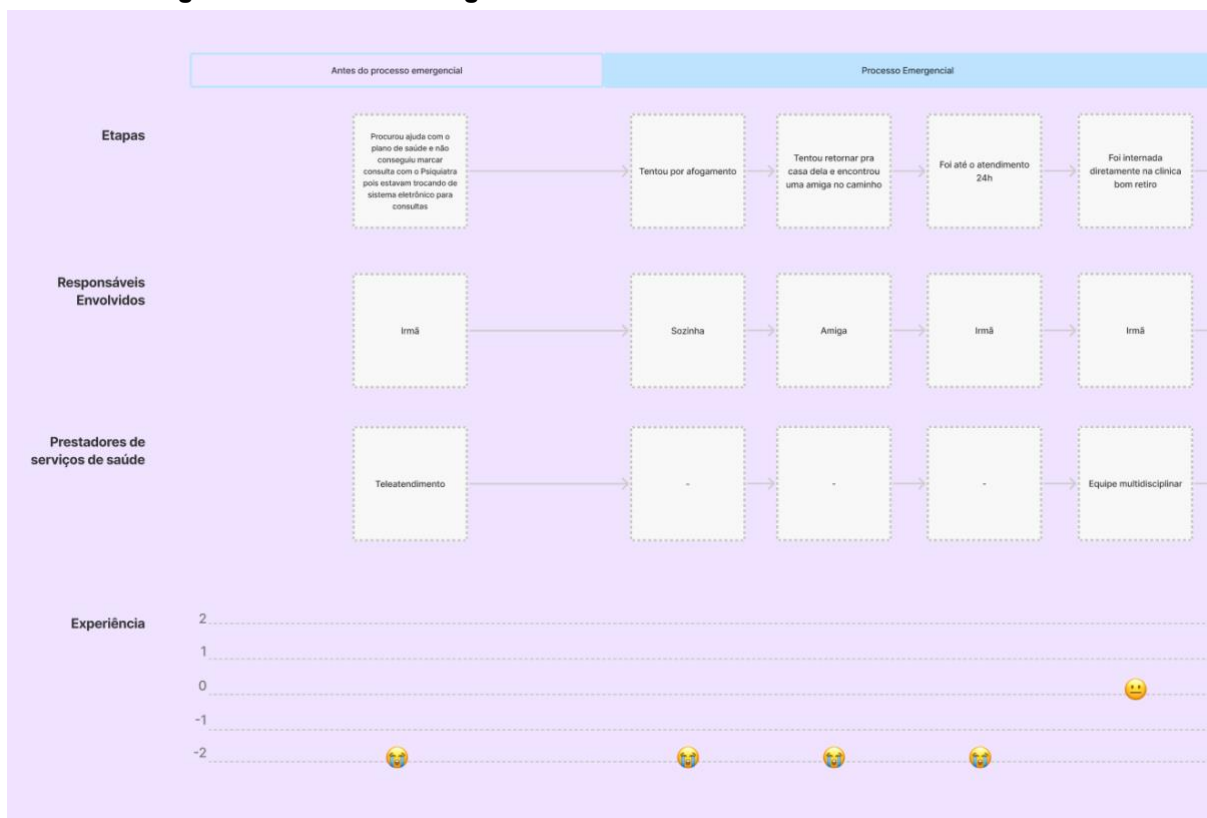 Antes do processo emergencial
Processo Emergencial
Etapas
Procurou ajuda com o
plano de saúde e não
conseguiu marcar
consulta com o Psiquiatra
pois estavam trocando de
sistema eletrônico para
consultas
Tentou por afogamento
Tentou retornar pra
casa dela e encontrou
uma amiga no caminho
Foi até o atendimento
24h
Foi internada
diretamente na clínica
bom retiro
Responsáveis
Envolvidos
Irmã
Sozinha
Amiga
Irmã
Irmã
Prestadores de
serviços de saúde
Teleatendimento
-
-
-
Equipe multidisciplinar
Experiência
2
1
0
-1
-2